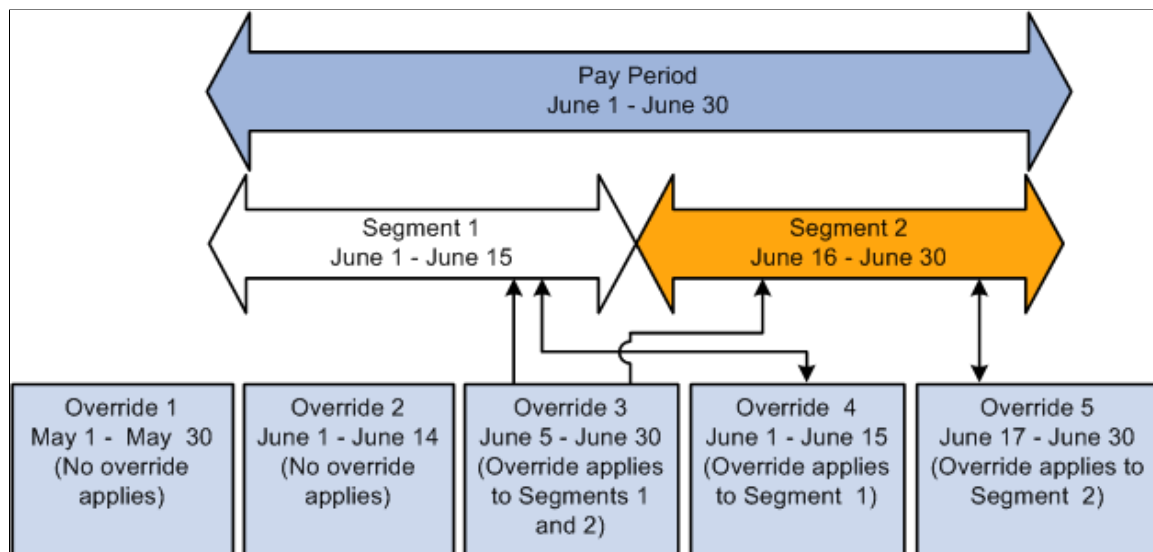 Pay Period
June 1 - June 30
Segment 1
June 1 - June 15
Segment 2
June 16 - June 30
Override 1
May 1 - May 30
(No override
applies)
Override 2
June 1 - June 14
(No override
applies)
Override 3
June 5 - June 30
(Override applies
to Segments 1
and 2)
Override 4
June 1 - June 15
(Override applies
to Segment 1)
Override 5
June 17 - June 30
(Override applies to
Segment 2)